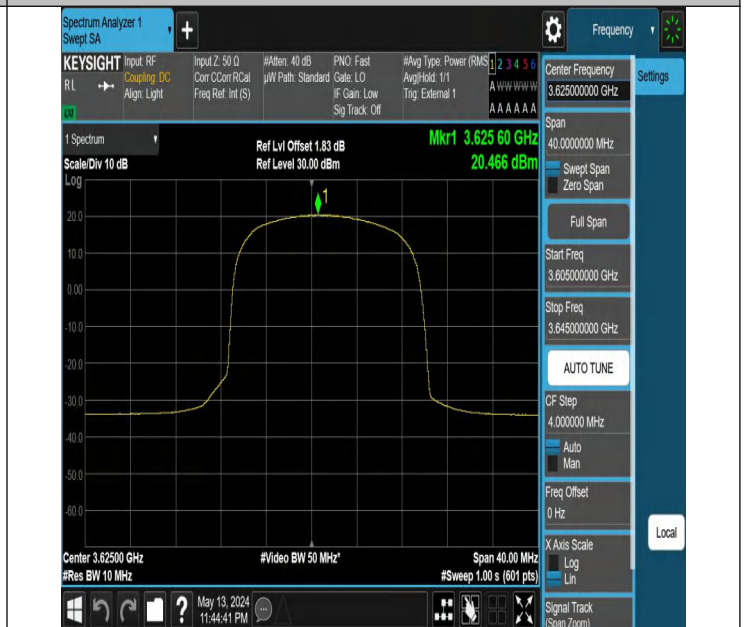 Spectrum Analyzer 1
Swept SA
+
Frequency
KEYSIGHT
RL
LXI
Input: RF
Coupling: DC
Align: Light
Input Z: 50 Ω
Corr CCorr RCal
Freq Ref: Int (S)
#Atten: 40 dB
µW Path: Standard
PNO: Fast
Gate: LO
IF Gain: Low
Sig Track: Off
#Avg Type: Power (RMS
Avg|Hold: 1/1
Trig: External 1
1 2 3 4 5 6
A W W W W W
A A A A A A
1 Spectrum
Scale/Div 10 dB
Ref Lvl Offset 1.83 dB
Ref Level 30.00 dBm
Mkr1 3.625 60 GHz
20.466 dBm
Log
1
20.0
10.0
0.00
-10.0
-20.0
-30.0
-40.0
-50.0
-60.0
Center 3.62500 GHz
#Res BW 10 MHz
#Video BW 50 MHz*
Span 40.00 MHz
#Sweep 1.00 s (601 pts)
Center Frequency
3.625000000 GHz
Settings
Span
40.0000000 MHz
Swept Span
Zero Span
Full Span
Start Freq
3.605000000 GHz
Stop Freq
3.645000000 GHz
AUTO TUNE
CF Step
4.000000 MHz
Auto
Man
Freq Offset
0 Hz
Local
X Axis Scale
Log
Lin
Signal Track
(Span Zoom)
?
May 13, 2024
11:44:41 PM